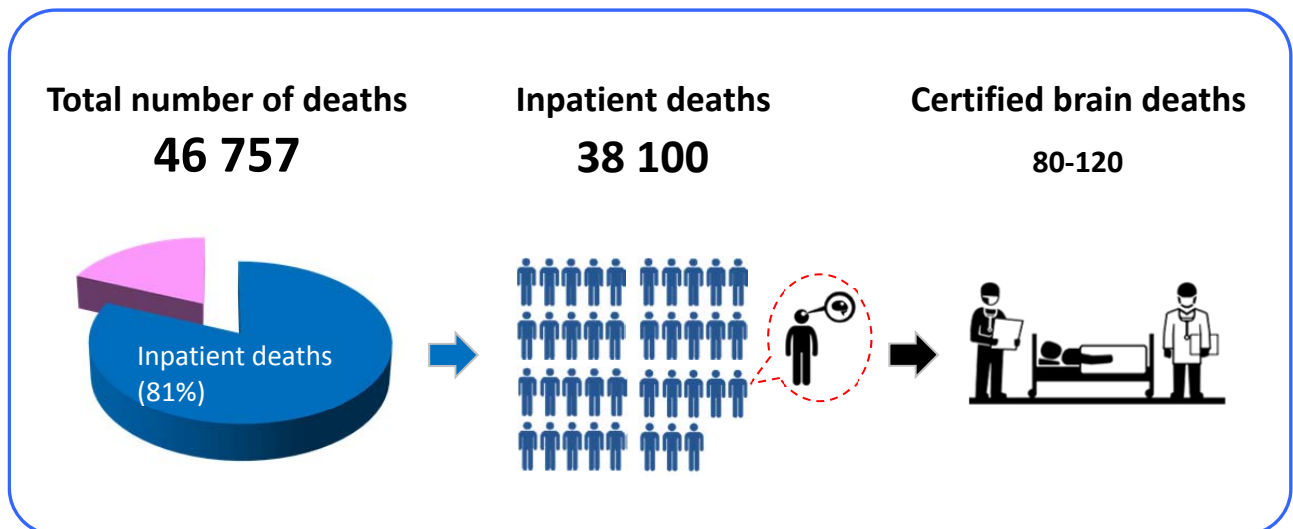 Total number of deaths
46 757
Inpatient deaths
38 100
Certified brain deaths
80-120
Inpatient deaths
(81%)